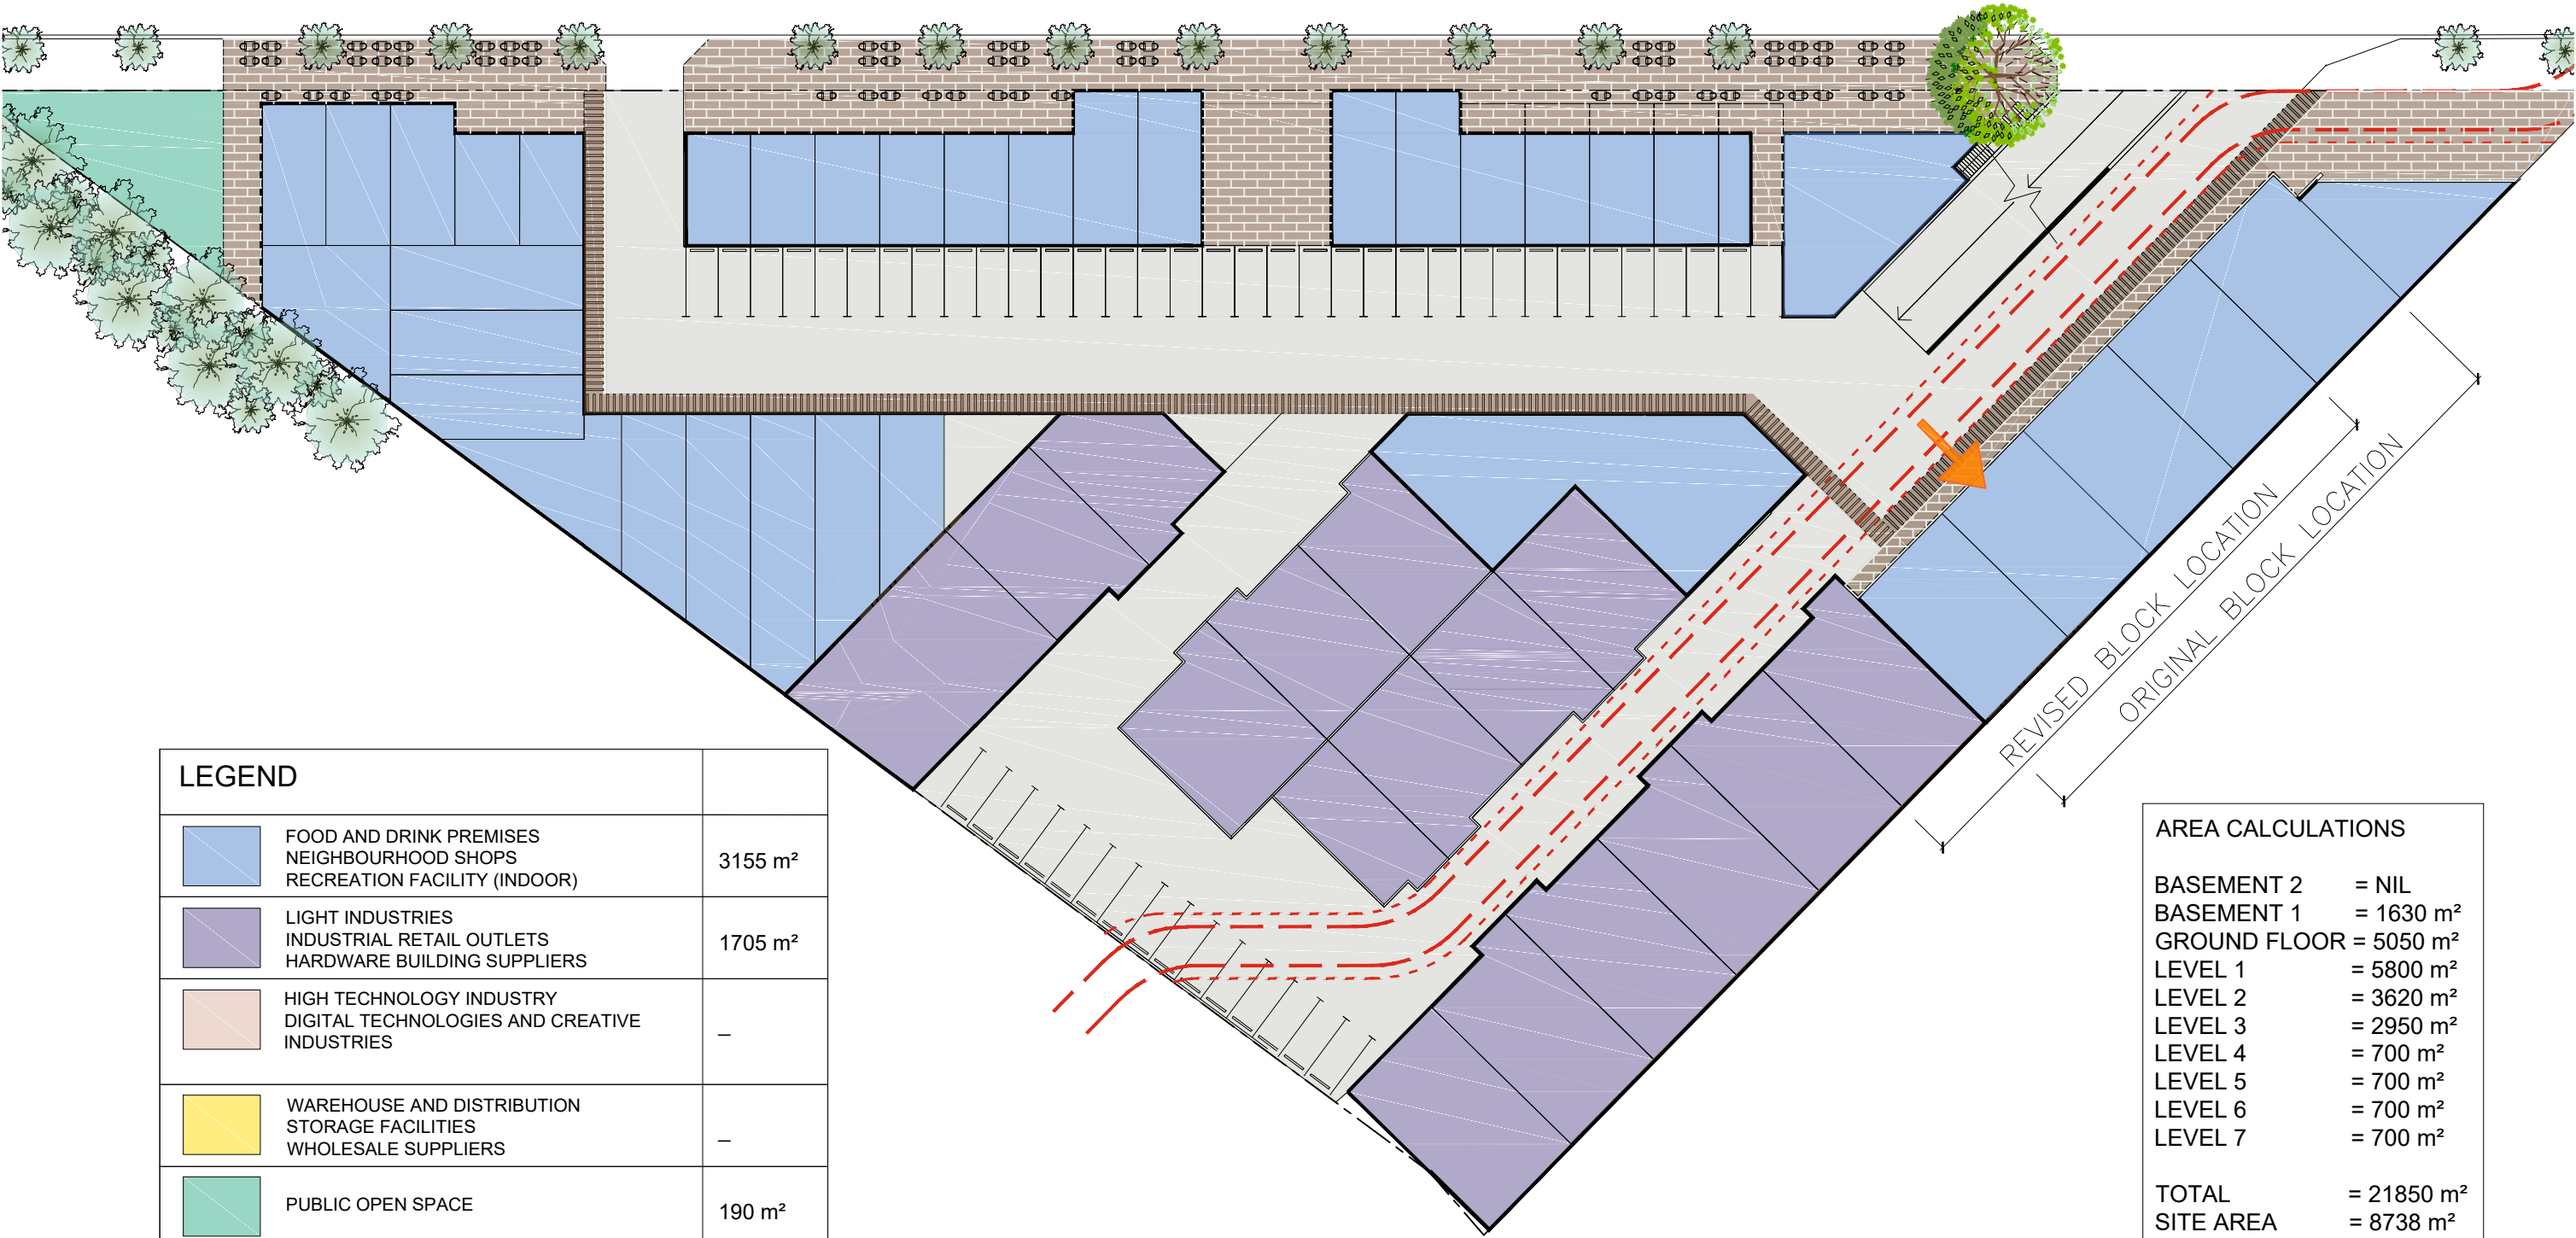 REVISED BLOCK LOCATION
ORIGINAL BLOCK LOCATION
LEGEND
FOOD AND DRINK PREMISES
NEIGHBOURHOOD SHOPS
RECREATION FACILITY (INDOOR)
3155 m²
LIGHT INDUSTRIES
INDUSTRIAL RETAIL OUTLETS
HARDWARE BUILDING SUPPLIERS
1705 m²
HIGH TECHNOLOGY INDUSTRY
DIGITAL TECHNOLOGIES AND CREATIVE
INDUSTRIES
–
WAREHOUSE AND DISTRIBUTION
STORAGE FACILITIES
WHOLESALE SUPPLIERS
–
PUBLIC OPEN SPACE
190 m²
AREA CALCULATIONS
BASEMENT 2 = NIL
BASEMENT 1 = 1630 m²
GROUND FLOOR = 5050 m²
LEVEL 1 = 5800 m²
LEVEL 2 = 3620 m²
LEVEL 3 = 2950 m²
LEVEL 4 = 700 m²
LEVEL 5 = 700 m²
LEVEL 6 = 700 m²
LEVEL 7 = 700 m²
TOTAL = 21850 m²
SITE AREA = 8738 m²